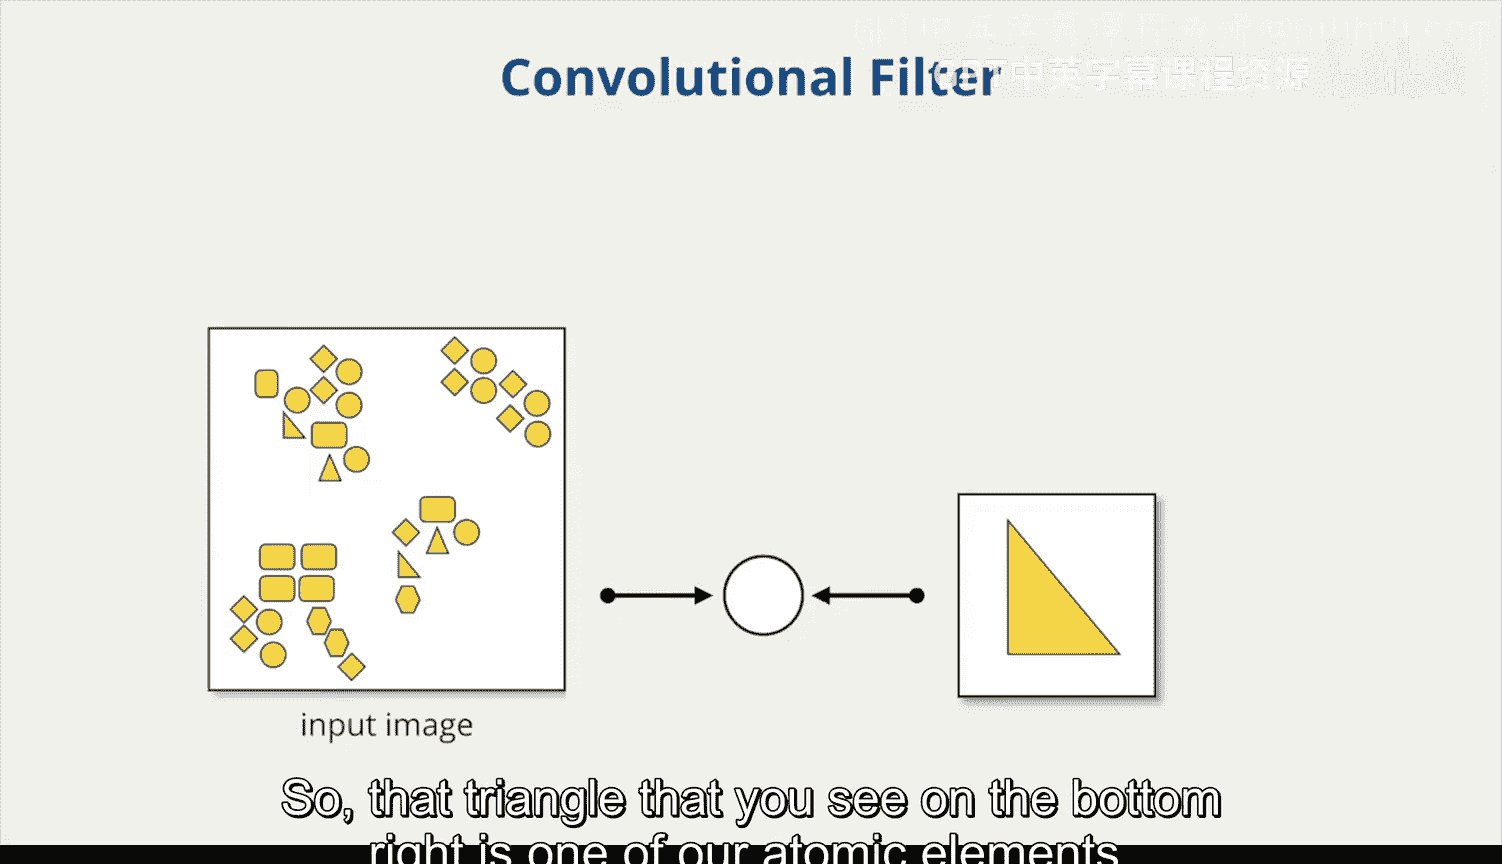 Convolutional Filter
中英字幕课程资源
input image
So, that triangle that you see on the bottom
right is one of our atomic elements